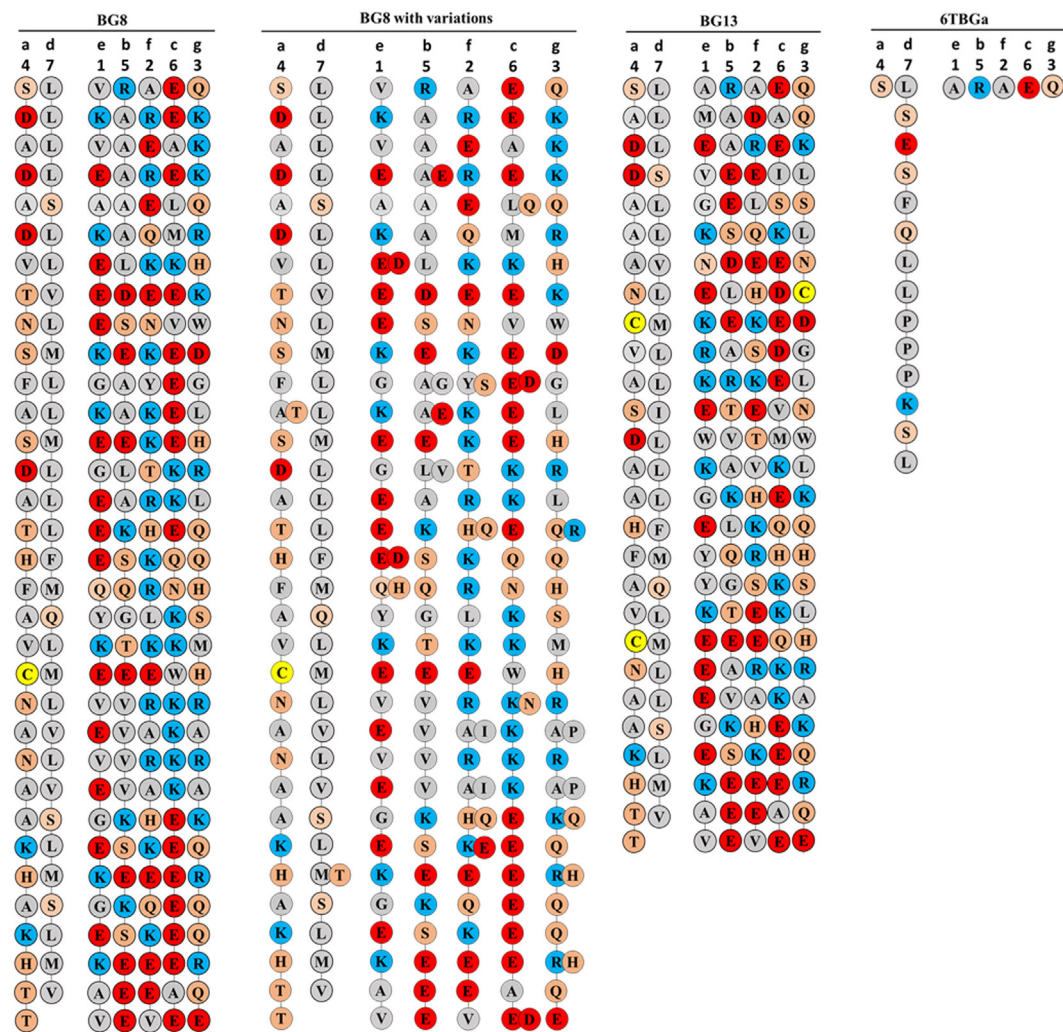 BG8
a d e b f c g
4 7 1 5 2 6 3
S L V R A E Q
D L K A R E K
A L V A E A K
D L E A R E K
A S A A E L Q
D L K A Q M R
V L E L K K H
T V E D E E K
N L E S N V W
S M K E K E D
F L G A Y E G
A L K A K E L
S M E E K E H
D L G L T K R
A L E A R K L
T L E K H E Q
H F E S K Q Q
F M Q Q R N H
A Q Y G L K S
V L K T K K M
C M E E E W H
N L V V R K R
A V E V A K A
N L V V R K R
A V E V A K A
A S G K H E K
K L E S K E Q
H M K E E E R
A S G K Q E Q
K L E S K E Q
H M K E E E R
T V A E E A Q
T V E V E E
BG8 with variations
a d e b f c g
4 7 1 5 2 6 3
S L V R A E Q
D L K A R E K
A L V A E A K
D L E A E R E K
A S A A E L Q Q
D L K A Q M R
V L E D L K K H
T V E D E E K
N L E S N V W
S M K E K E D
F L G A G Y S E D G
A T L K A E K E L
S M E E K E H
D L G L V T K R
A L E A R K L
T L E K H Q E Q R
H F E D S K Q Q
F M Q H Q R N H
A Q Y G L K S
V L K T K K M
C M E E E W H
N L V V R K N R
A V E V A I K A P
N L V V R K R
A V E V A I K A P
A S G K H Q E K Q
K L E S K E E Q
H M T K E E E R H
A S G K Q E Q
K L E S K E Q
H M K E E E R H
T V A E E A Q
T V E V E D E
BG13
a d e b f c g
4 7 1 5 2 6 3
S L A R A E Q
A L M A D A Q
D L E A R E K
D S V E E I L
A L G E L S S
A L K S Q K L
A V N D E E N
N L E L H D C
C M K E K E D
V L R A S D G
A L K R K E L
S I E T E V N
D L W V T M W
A L K A V K L
A L G K H E K
H F E L K Q Q
F M Y Q R H H
A Q Y G S K S
V L K T E K L
C M E E E Q H
N L E A R K R
A L E V A K A
A S G K H E K
K L E S K E Q
H M K E E E R
T V A E E A Q
T V E V E E
6TBGa
a d e b f c g
4 7 1 5 2 6 3
S L A R A E Q
S
E
S
F
Q
L
L
P
P
P
K
S
L